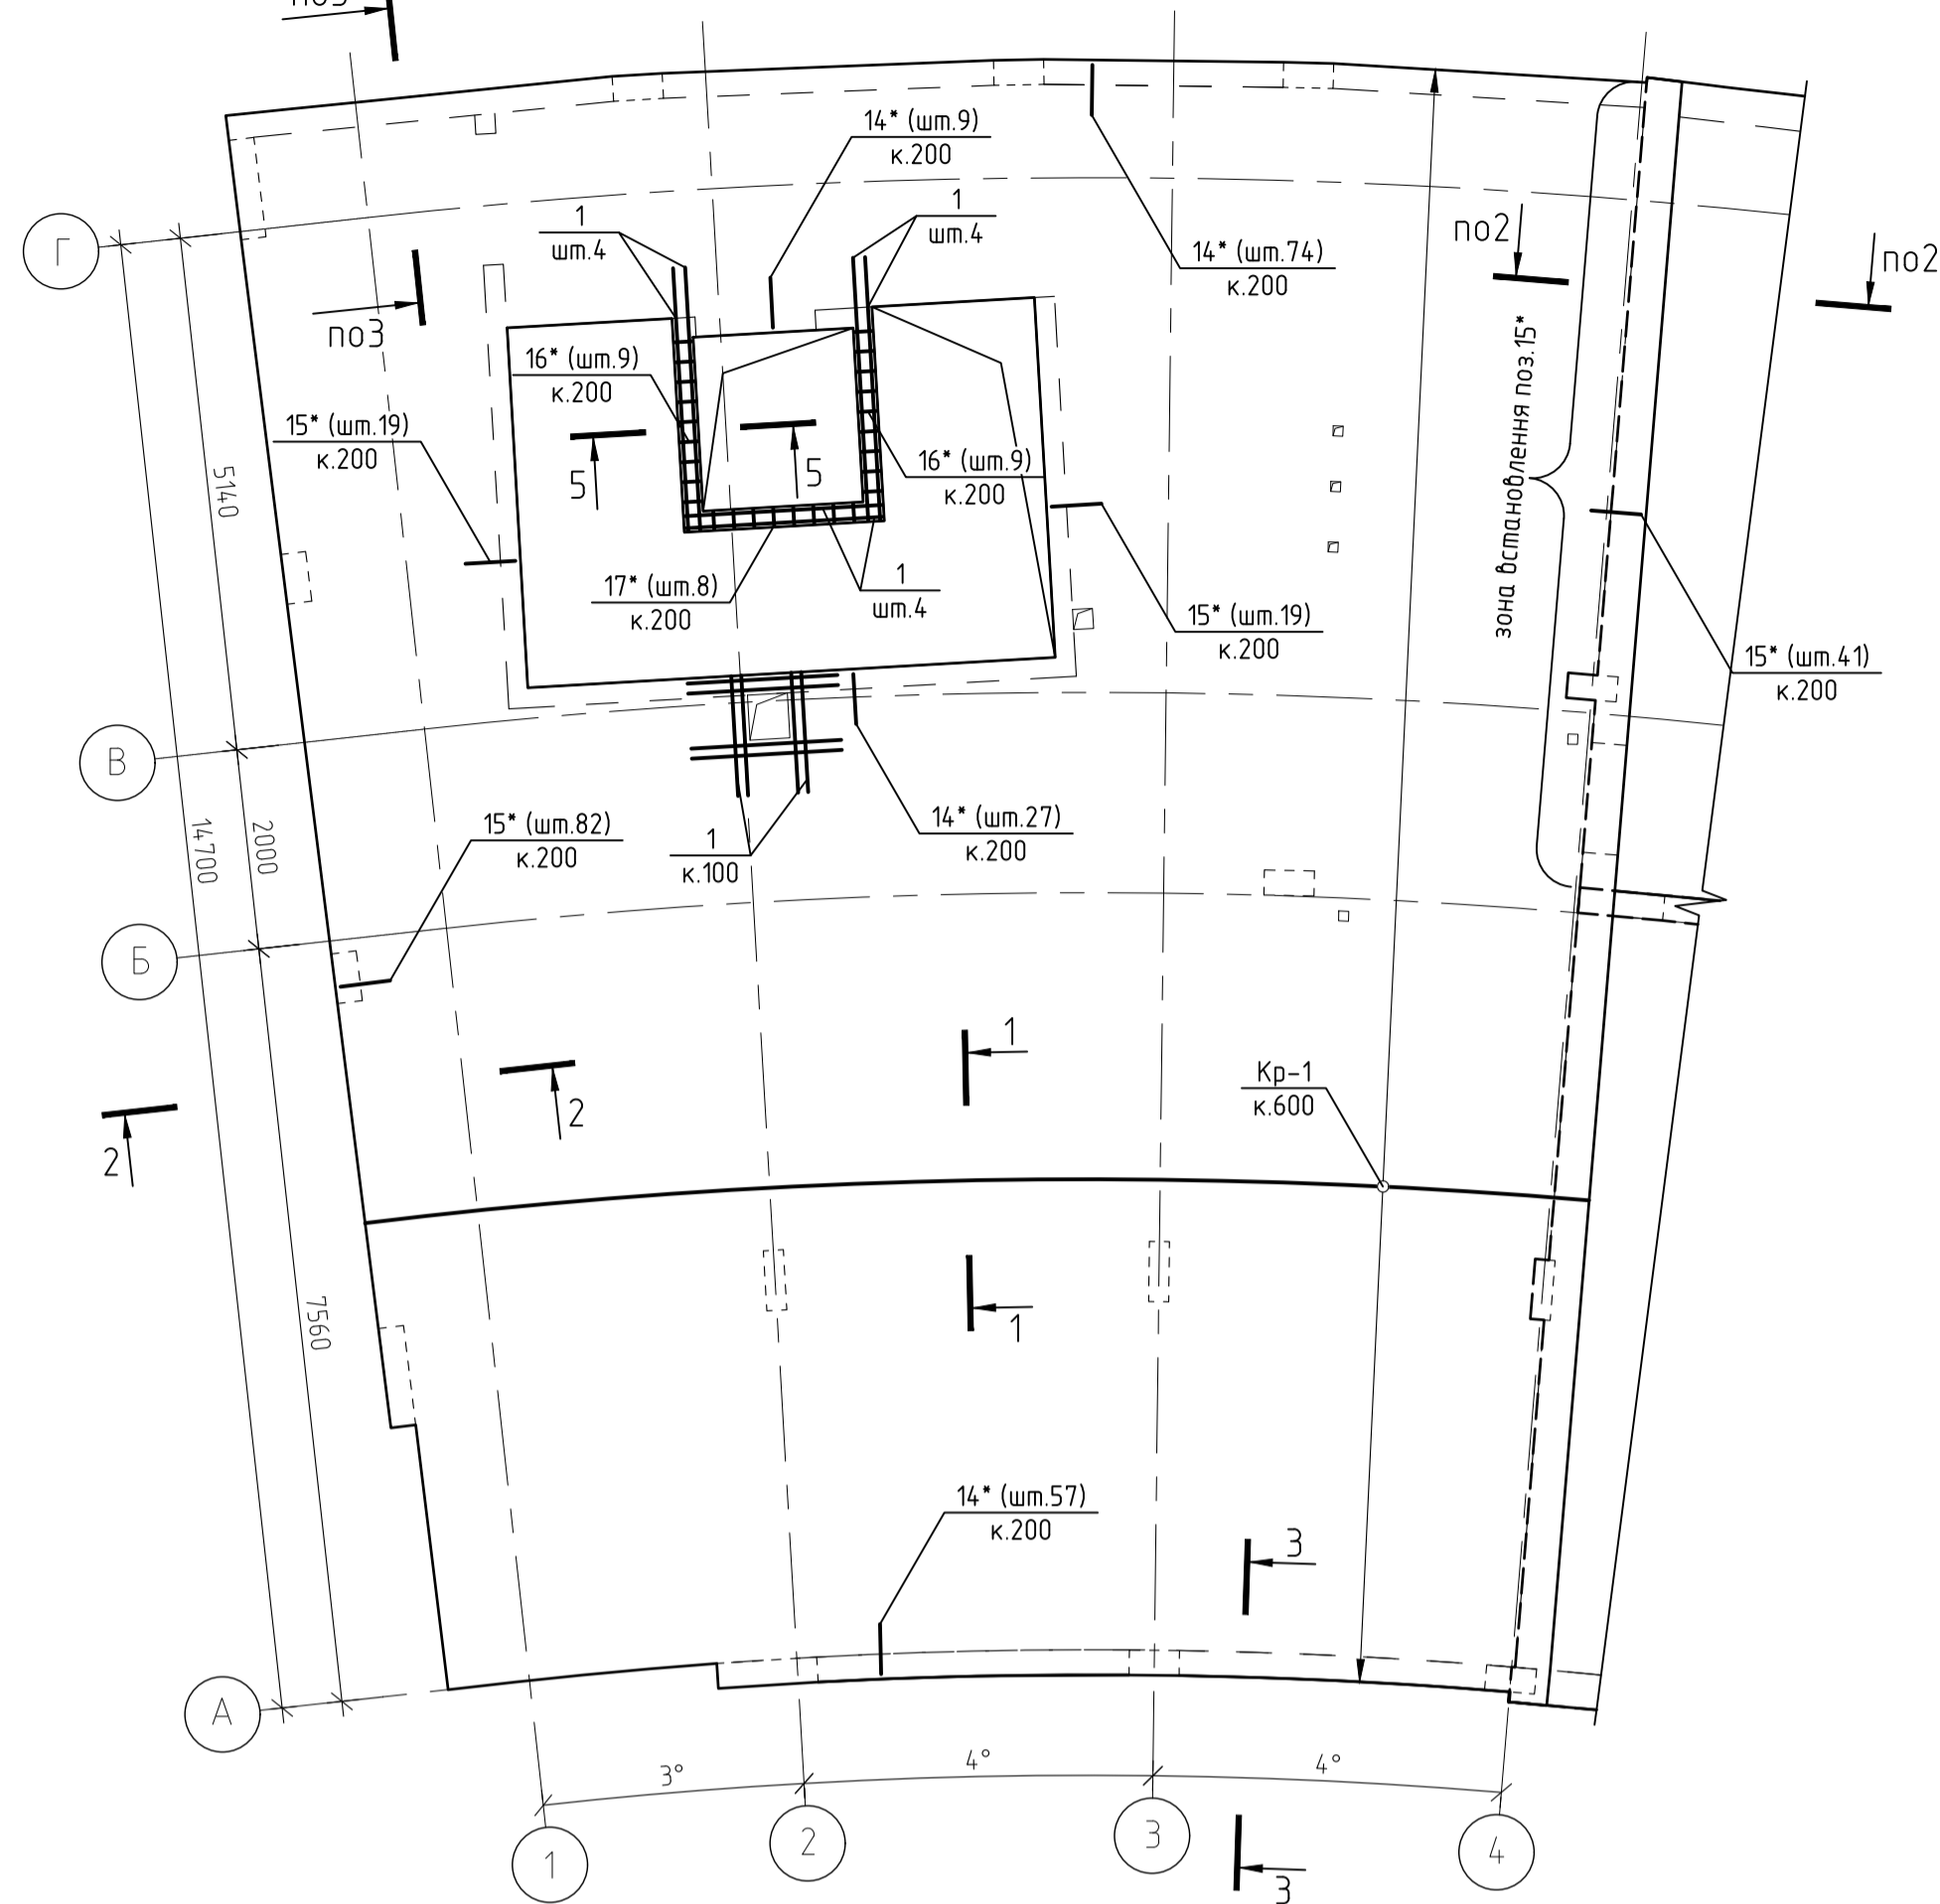 по3
14* (шт.9)
к.200
1
шт.4
1
шт.4
14* (шт.74)
к.200
по2
по2
Г
по3
16* (шт.9)
к.200
15* (шт.19)
к.200
5
5
16* (шт.9)
к.200
5140
зона встановлення поз.15*
17* (шт.8)
к.200
1
шт.4
15* (шт.19)
к.200
15* (шт.41)
к.200
В
15* (шт.82)
к.200
1
к.100
14* (шт.27)
к.200
14700
2000
Б
1
2
2
Кр-1
к.600
7560
1
14* (шт.57)
к.200
3
А
3°
4°
4°
1
2
3
4
3